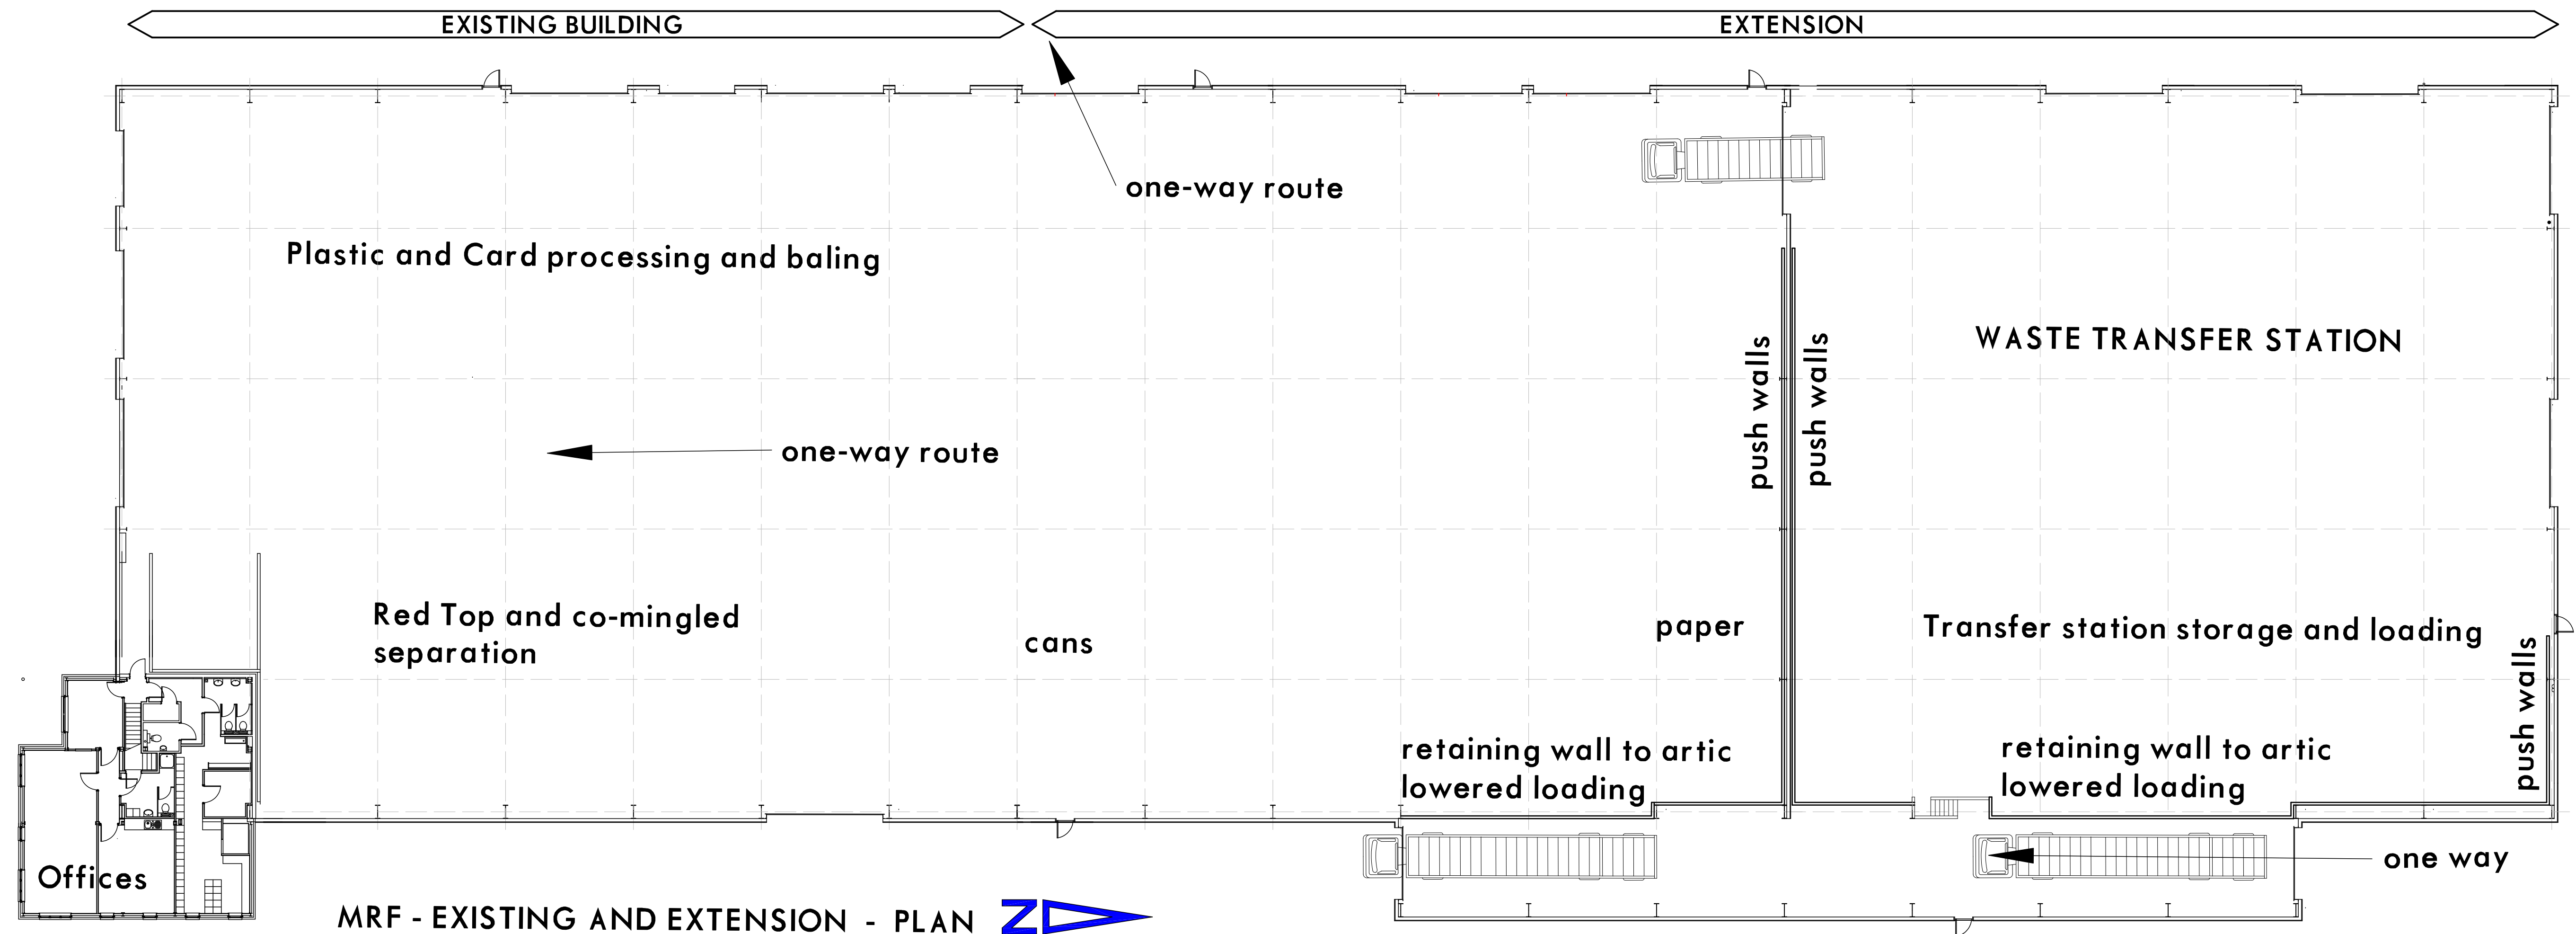 EXISTING BUILDING
EXTENSION
one-way route
Plastic and Card processing and baling
push walls
push walls
WASTE TRANSFER STATION
one-way route
Red Top and co-mingled
separation
cans
paper
Transfer station storage and loading
push walls
retaining wall to artic
lowered loading
retaining wall to artic
lowered loading
one way
Offices
MRF - EXISTING AND EXTENSION - PLAN
N